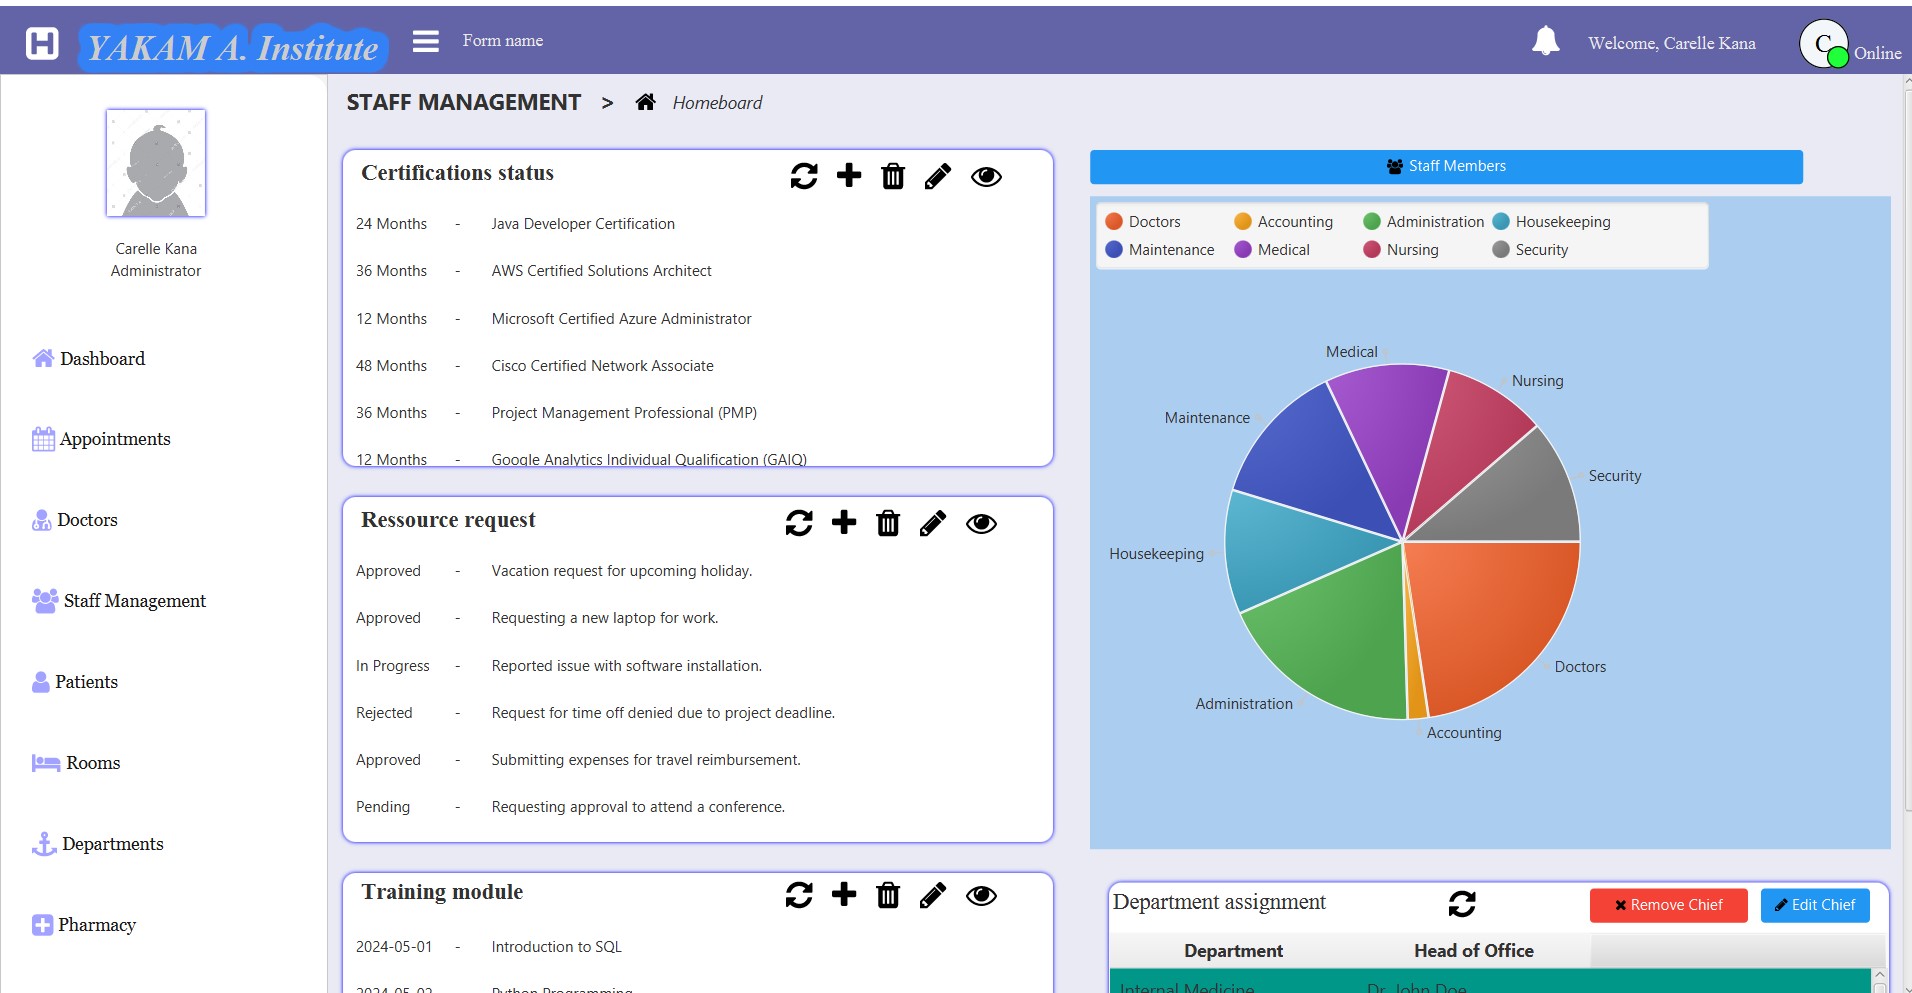 YAKAM A. Institute
Form name
Welcome, Carelle Kana
C
Online
Carelle Kana
Administrator
Dashboard
Appointments
Doctors
Staff Management
Patients
Rooms
Departments
Pharmacy
STAFF MANAGEMENT > Homeboard
Certifications status
24 Months - Java Developer Certification
36 Months - AWS Certified Solutions Architect
12 Months - Microsoft Certified Azure Administrator
48 Months - Cisco Certified Network Associate
36 Months - Project Management Professional (PMP)
12 Months - Google Analytics Individual Qualification (GAIQ)
Ressource request
Approved - Vacation request for upcoming holiday.
Approved - Requesting a new laptop for work.
In Progress - Reported issue with software installation.
Rejected - Request for time off denied due to project deadline.
Approved - Submitting expenses for travel reimbursement.
Pending - Requesting approval to attend a conference.
Training module
2024-05-01 - Introduction to SQL
2024-05-02 - Python Programming
Staff Members
Doctors Accounting Administration Housekeeping
Maintenance Medical Nursing Security
Medical
Nursing
Maintenance
Security
Housekeeping
Doctors
Administration
Accounting
Department assignment
Remove Chief
Edit Chief
Department Head of Office
Internal Medicine Dr. John Doe